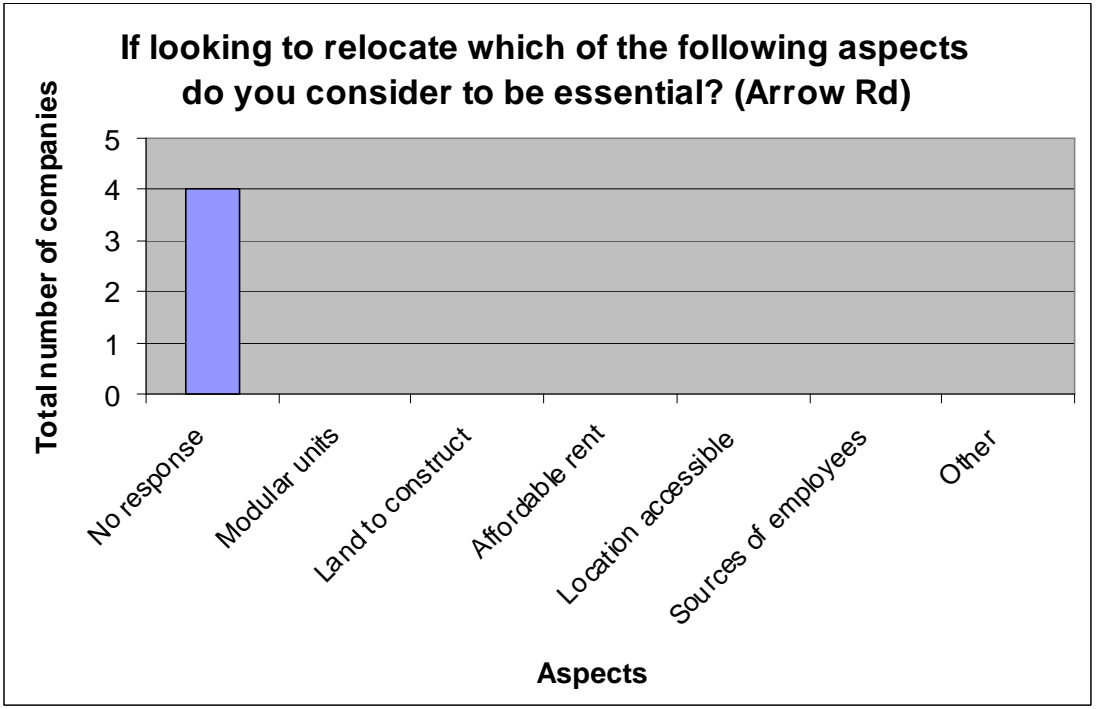 If looking to relocate which of the following aspects
do you consider to be essential? (Arrow Rd)
Total number of companies
5
4
3
2
1
0
No response
Modular units
Land to construct
Affordable rent
Location accessible
Sources of employees
Other
Aspects